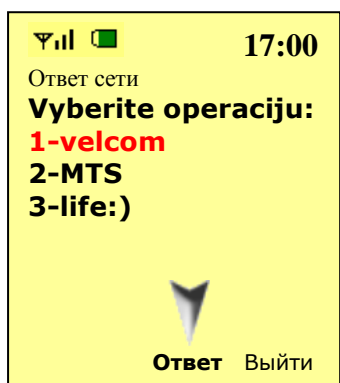 17:00
Ответ сети
Vyberite operaciju:
1-velcom
2-MTS
3-life:)
Ответ Выйти